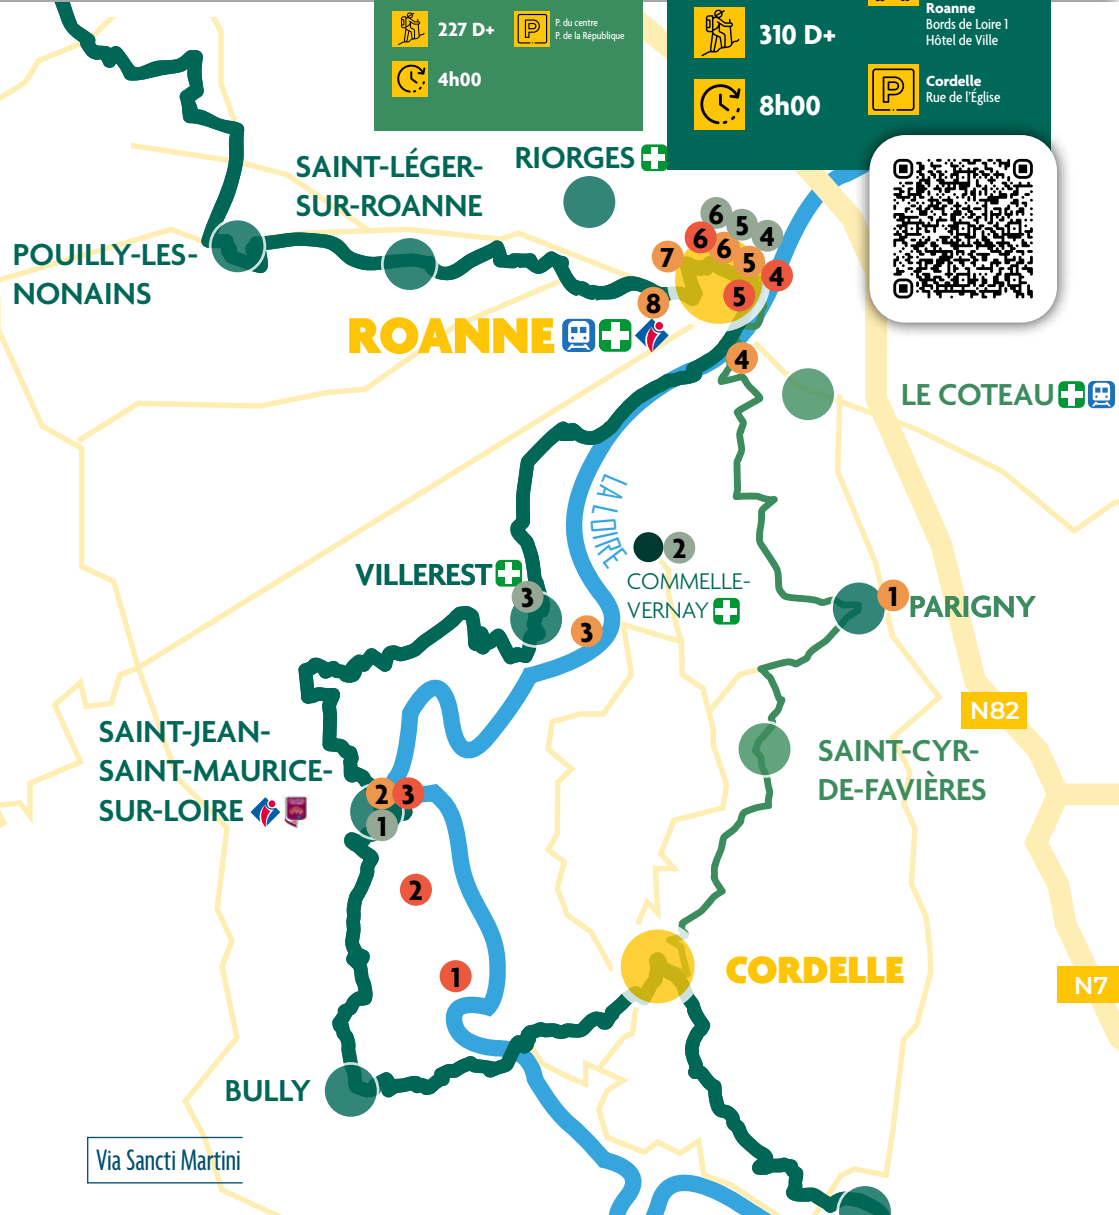 227 D+
P. du centre
P. de la République
4h00
310 D+
8h00
Roanne
Bords de Loire 1
Hôtel de Ville
P
P
Cordelle
Rue de l'Église
RIORGES
SAINT-LÉGER-
SUR-ROANNE
POUILLY-LES-
NONAINS
6
5
4
6
6
5
7
4
5
8
ROANNE
4
LE COTEAU
LA LOIRE
2
COMMELLE-
VERNAY
VILLEREST
3
3
1
PARIGNY
N82
SAINT-JEAN-
SAINT-MAURICE-
SUR-LOIRE
2
3
1
SAINT-CYR-
DE-FAVIÈRES
2
1
CORDELLE
N7
BULLY
Via Sancti Martini